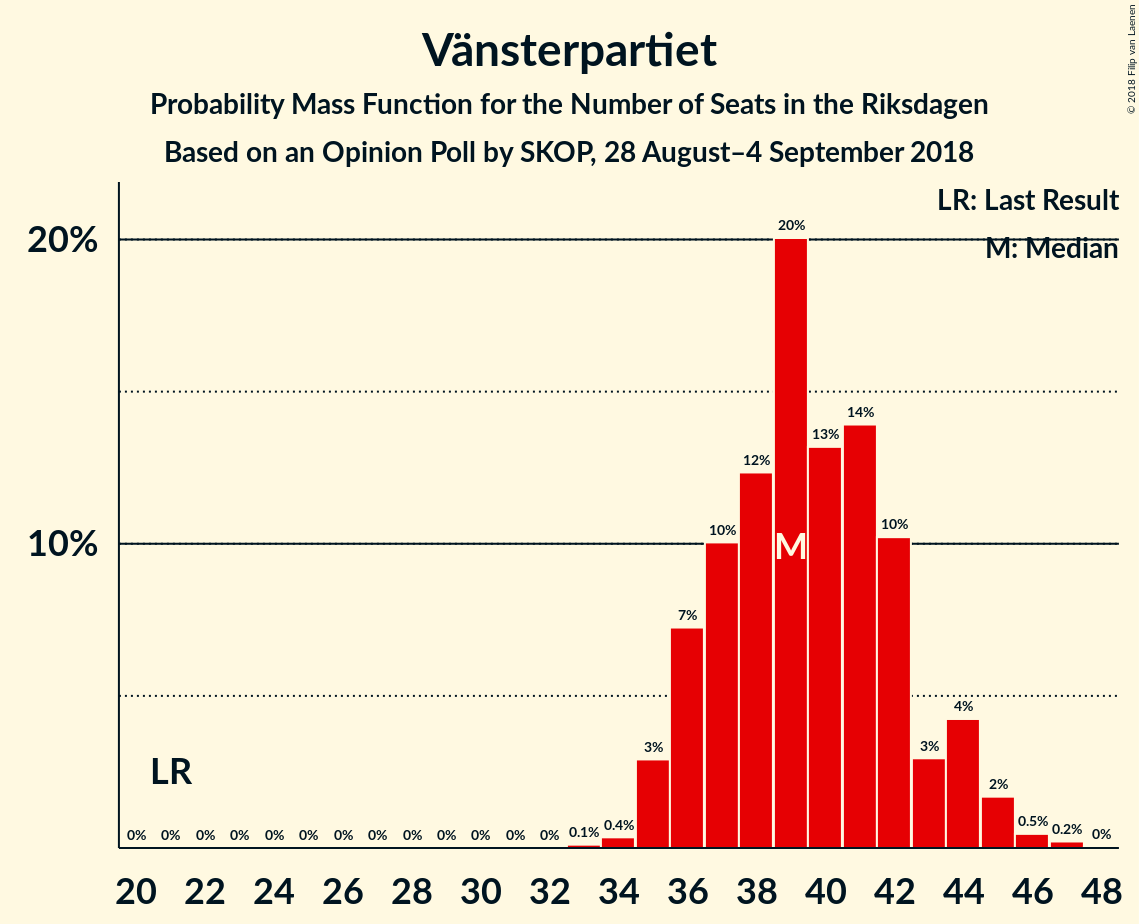 Vänsterpartiet
Probability Mass Function for the Number of Seats in the Riksdagen
Based on an Opinion Poll by SKOP, 28 August–4 September 2018
© 2018 Filip van Laenen
LR: Last Result
M: Median
20%
10%
20%
14%
13%
12%
10%
M
10%
7%
4%
3%
3%
2%
LR
0% 0% 0% 0% 0% 0% 0% 0% 0% 0% 0% 0% 0% 0.1% 0.4% 0.5% 0.2% 0%
20 22 24 26 28 30 32 34 36 38 40 42 44 46 48